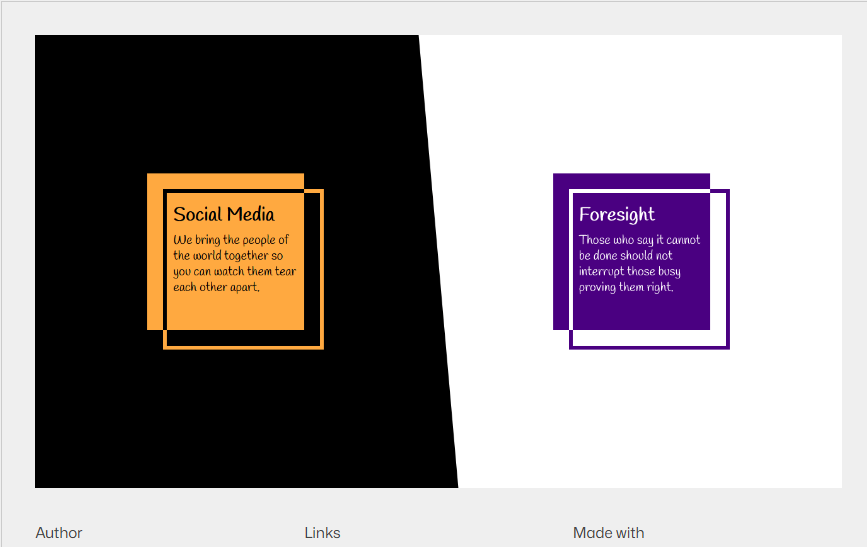 Social Media
We bring the people of
the world together so
you can watch them tear
each other apart.
Foresight
Those who say it cannot
be done should not
interrupt those busy
proving them right.
Author
Links
Made with